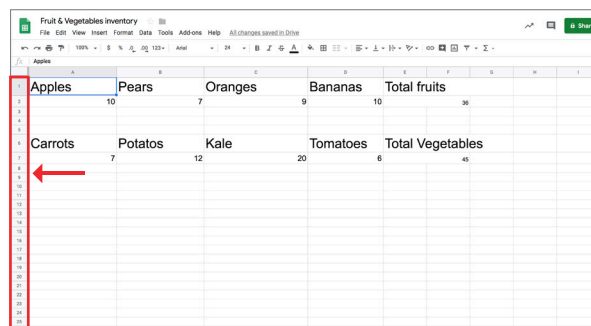 Fruit & Vegetables inventory
File Edit View Insert Format Data Tools Add-ons Help All changes saved in Drive
Share
100% $ % .0 .00 123 Arial 24 B I S A
fx Apples
A B C D E F G H I
1 Apples Pears Oranges Bananas Total fruits
2 10 7 9 10 36
3
4
5
6 Carrots Potatos Kale Tomatoes Total Vegetables
7 7 12 20 6 45
8
9
10
11
12
13
14
15
16
17
18
19
20
21
22
23
24
25